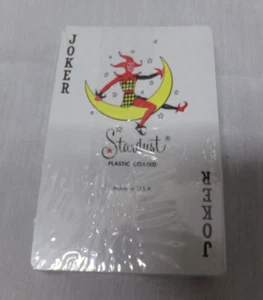 JOKER
Stardust®
PLASTIC COATED
Made in U.S.A.
JOKER